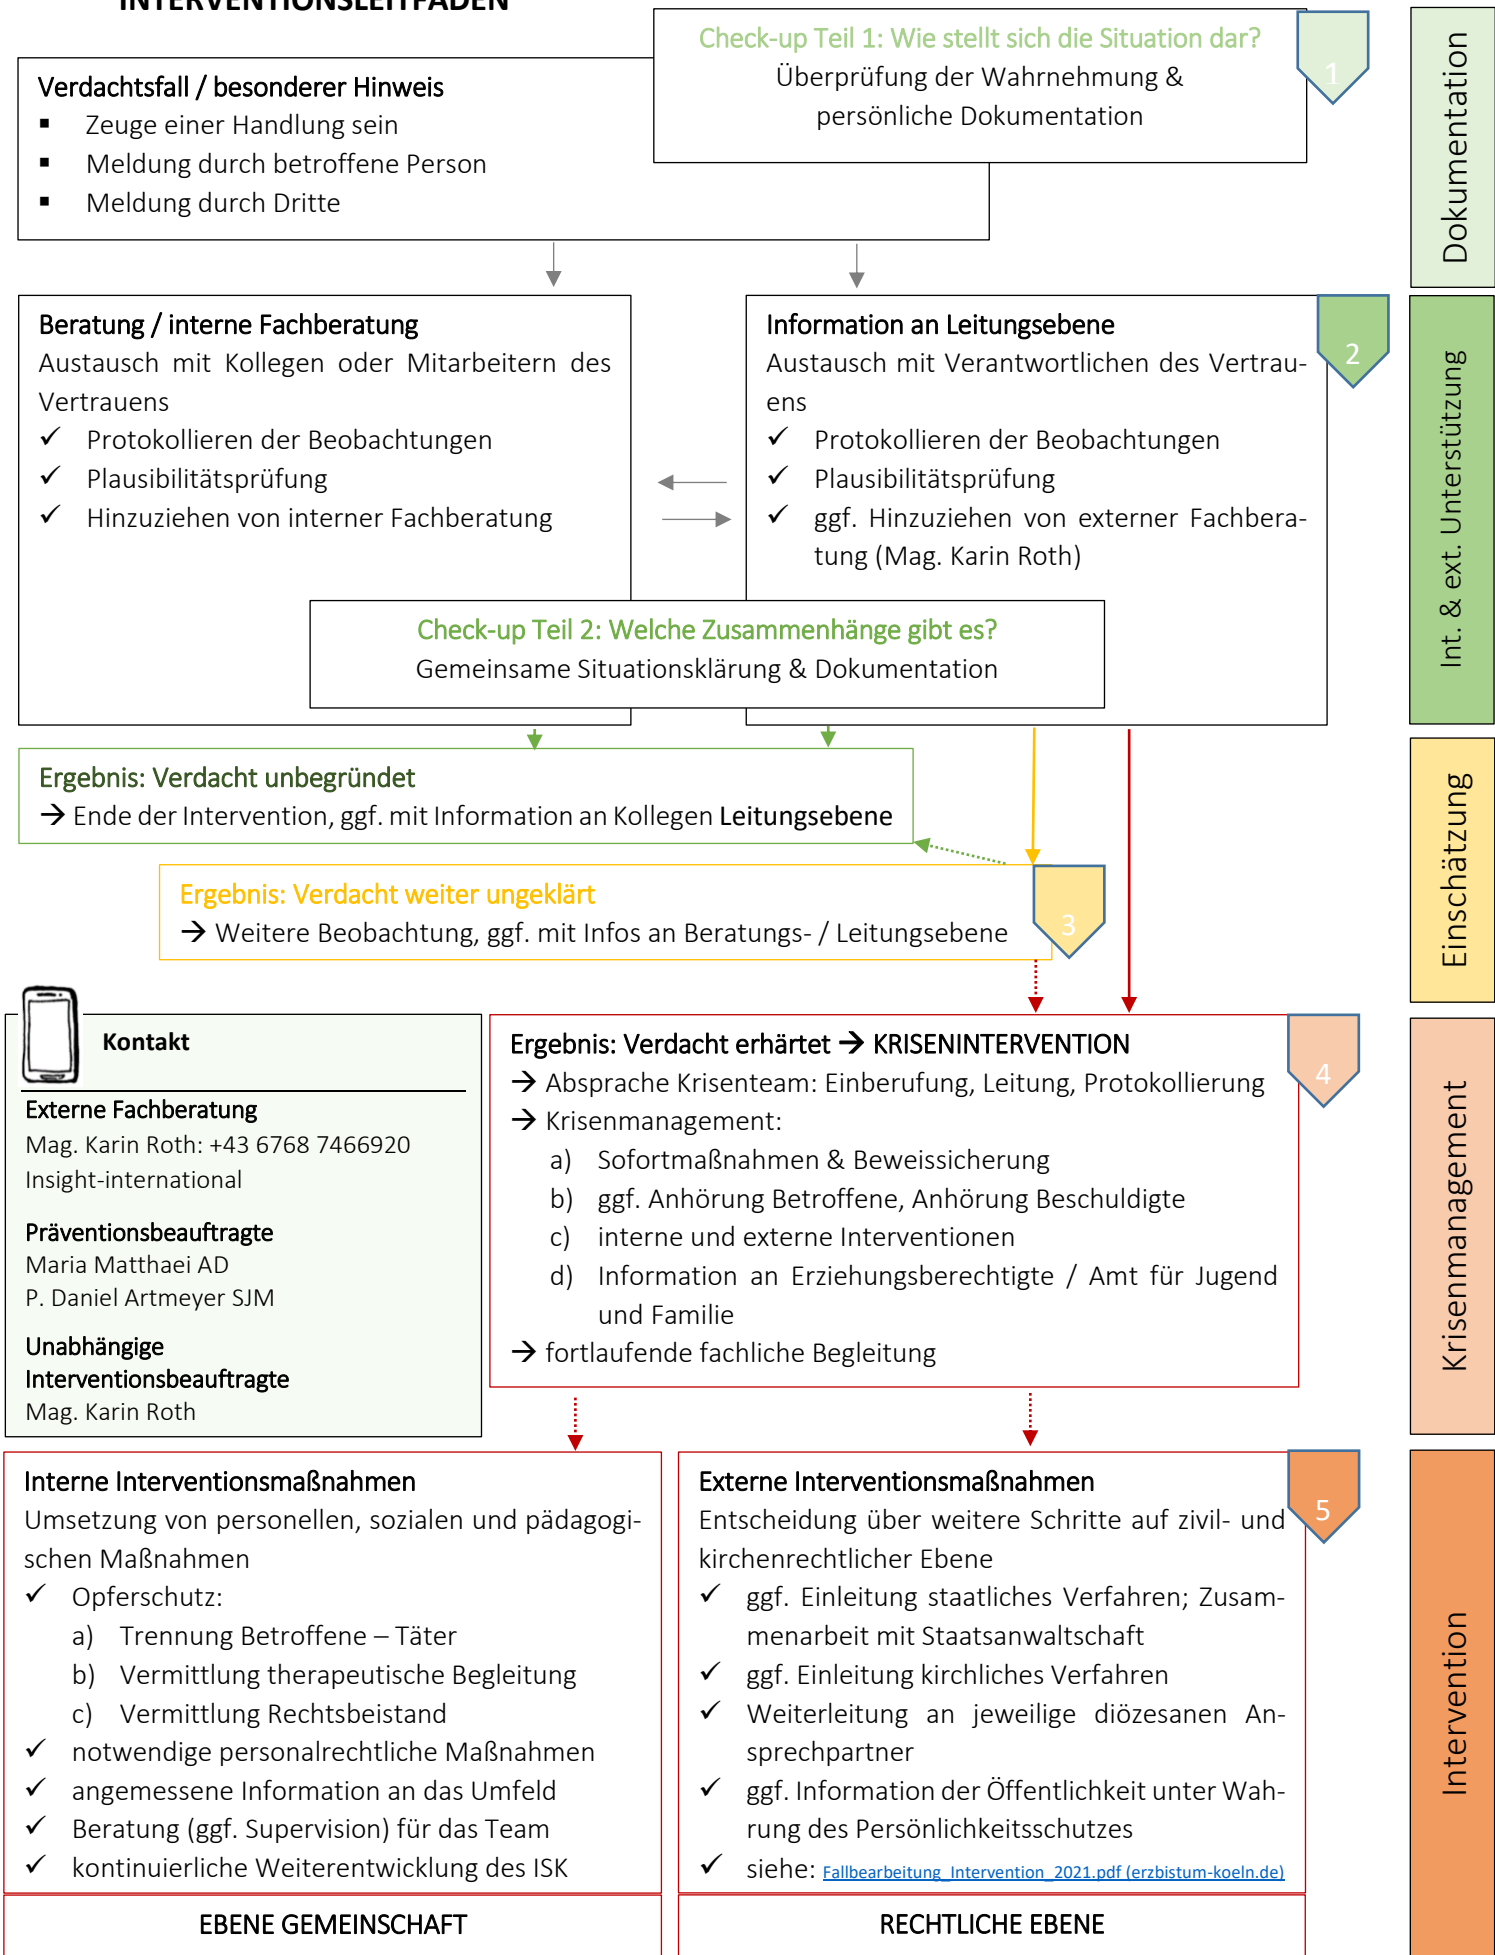 INTERVENTIONSLEITFADEN
Check-up Teil 1: Wie stellt sich die Situation dar?
Überprüfung der Wahrnehmung &
persönliche Dokumentation
1
Dokumentation
Verdachtsfall / besonderer Hinweis
▪ Zeuge einer Handlung sein
▪ Meldung durch betroffene Person
▪ Meldung durch Dritte
Beratung / interne Fachberatung
Austausch mit Kollegen oder Mitarbeitern des
Vertrauens
✓ Protokollieren der Beobachtungen
✓ Plausibilitätsprüfung
✓ Hinzuziehen von interner Fachberatung
Information an Leitungsebene
Austausch mit Verantwortlichen des Vertrau-
ens
✓ Protokollieren der Beobachtungen
✓ Plausibilitätsprüfung
✓ ggf. Hinzuziehen von externer Fachbera-
tung (Mag. Karin Roth)
2
Int. & ext. Unterstützung
Check-up Teil 2: Welche Zusammenhänge gibt es?
Gemeinsame Situationsklärung & Dokumentation
Ergebnis: Verdacht unbegründet
→ Ende der Intervention, ggf. mit Information an Kollegen Leitungsebene
Ergebnis: Verdacht weiter ungeklärt
→ Weitere Beobachtung, ggf. mit Infos an Beratungs- / Leitungsebene
3
Einschätzung
Kontakt
Externe Fachberatung
Mag. Karin Roth: +43 6768 7466920
Insight-international
Präventionsbeauftragte
Maria Matthaei AD
P. Daniel Artmeyer SJM
Unabhängige
Interventionsbeauftragte
Mag. Karin Roth
Ergebnis: Verdacht erhärtet → KRISENINTERVENTION
→ Absprache Krisenteam: Einberufung, Leitung, Protokollierung
→ Krisenmanagement:
a) Sofortmaßnahmen & Beweissicherung
b) ggf. Anhörung Betroffene, Anhörung Beschuldigte
c) interne und externe Interventionen
d) Information an Erziehungsberechtigte / Amt für Jugend
und Familie
→ fortlaufende fachliche Begleitung
4
Krisenmanagement
Interne Interventionsmaßnahmen
Umsetzung von personellen, sozialen und pädagogi-
schen Maßnahmen
✓ Opferschutz:
a) Trennung Betroffene – Täter
b) Vermittlung therapeutische Begleitung
c) Vermittlung Rechtsbeistand
✓ notwendige personalrechtliche Maßnahmen
✓ angemessene Information an das Umfeld
✓ Beratung (ggf. Supervision) für das Team
✓ kontinuierliche Weiterentwicklung des ISK
EBENE GEMEINSCHAFT
Externe Interventionsmaßnahmen
Entscheidung über weitere Schritte auf zivil- und
kirchenrechtlicher Ebene
✓ ggf. Einleitung staatliches Verfahren; Zusam-
menarbeit mit Staatsanwaltschaft
✓ ggf. Einleitung kirchliches Verfahren
✓ Weiterleitung an jeweilige diözesanen An-
sprechpartner
✓ ggf. Information der Öffentlichkeit unter Wah-
rung des Persönlichkeitsschutzes
✓ siehe: Fallbearbeitung_Intervention_2021.pdf (erzbistum-koeln.de)
RECHTLICHE EBENE
5
Intervention